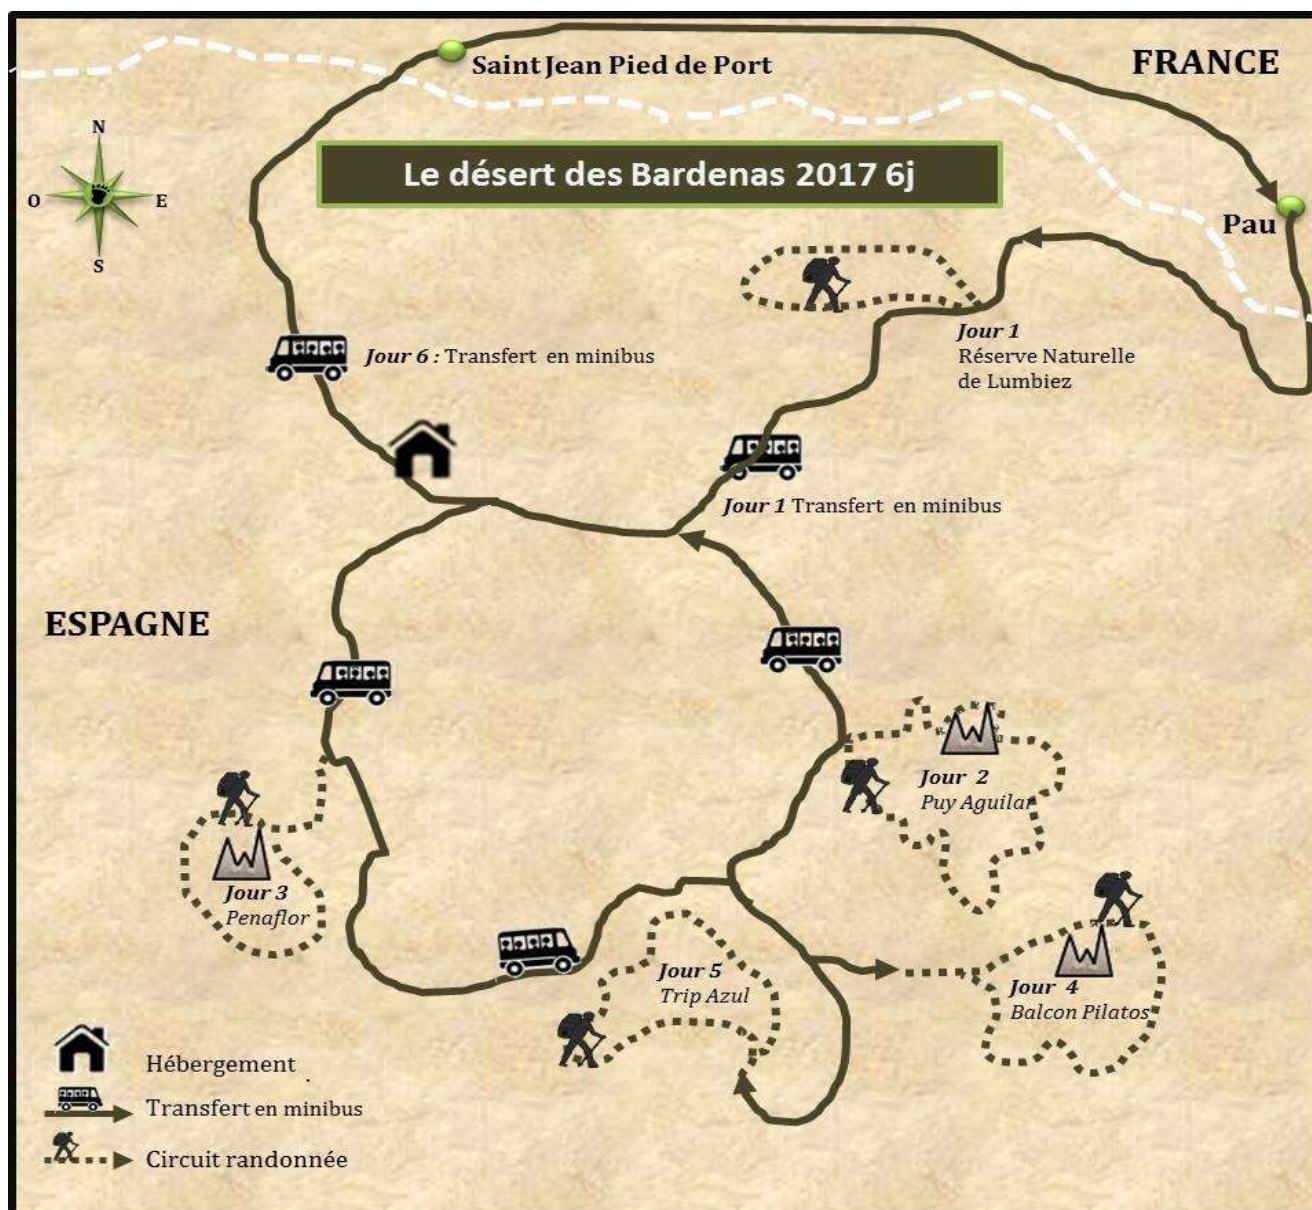 FRANCE
Saint Jean Pied de Port
N
O
E
S
Le désert des Bardenas 2017 6j
Pau
Jour 1
Réserve Naturelle
de Lumbiez
Jour 6 : Transfert en minibus
Jour 1 Transfert en minibus
ESPAGNE
Jour 2
Puy Aguilar
Jour 3
Penaflor
Jour 5
Trip Azul
Jour 4
Balcon Pilatos
Hébergement
Transfert en minibus
Circuit randonnée